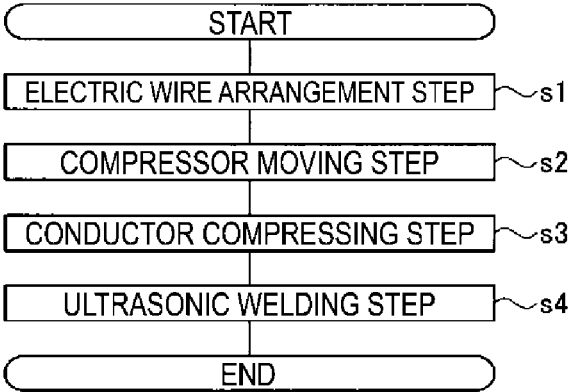 START
ELECTRIC WIRE ARRANGEMENT STEP s1
COMPRESSOR MOVING STEP s2
CONDUCTOR COMPRESSING STEP s3
ULTRASONIC WELDING STEP s4
END